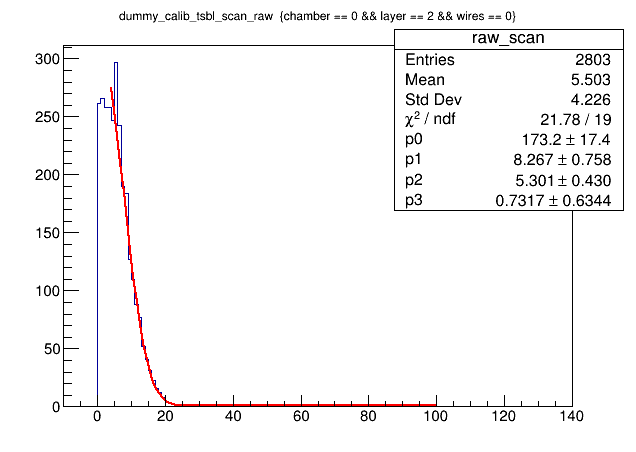 dummy_calib_tsbl_scan_raw {chamber == 0 && layer == 2 && wires == 0}
raw_scan
Entries 2803
Mean 5.503
Std Dev 4.226
χ² / ndf 21.78 / 19
p0 173.2 ± 17.4
p1 8.267 ± 0.758
p2 5.301 ± 0.430
p3 0.7317 ± 0.6344
300
250
200
150
100
50
0
0 20 40 60 80 100 120 140